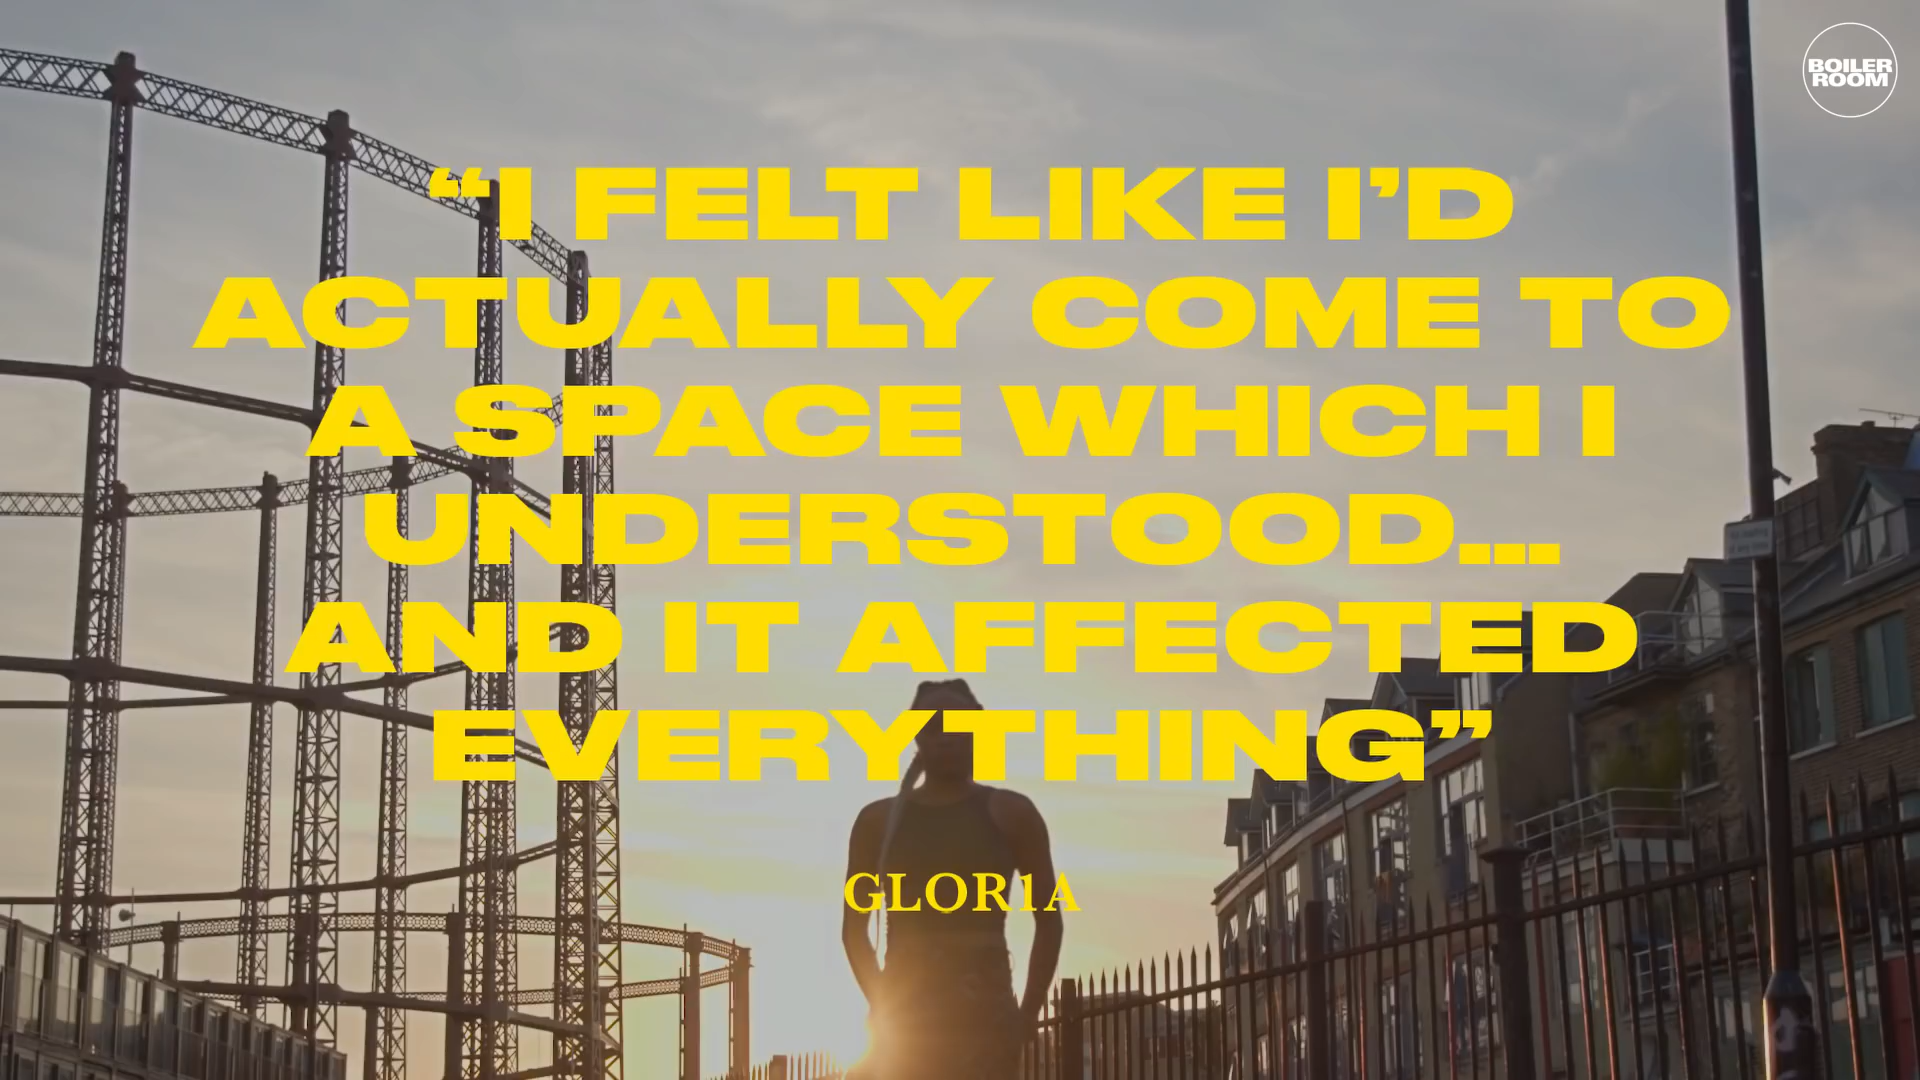 BOILER
ROOM
“I FELT LIKE I’D
ACTUALLY COME TO
A SPACE WHICH I
UNDERSTOOD...
AND IT AFFECTED
EVERYTHING”
GLOR1A